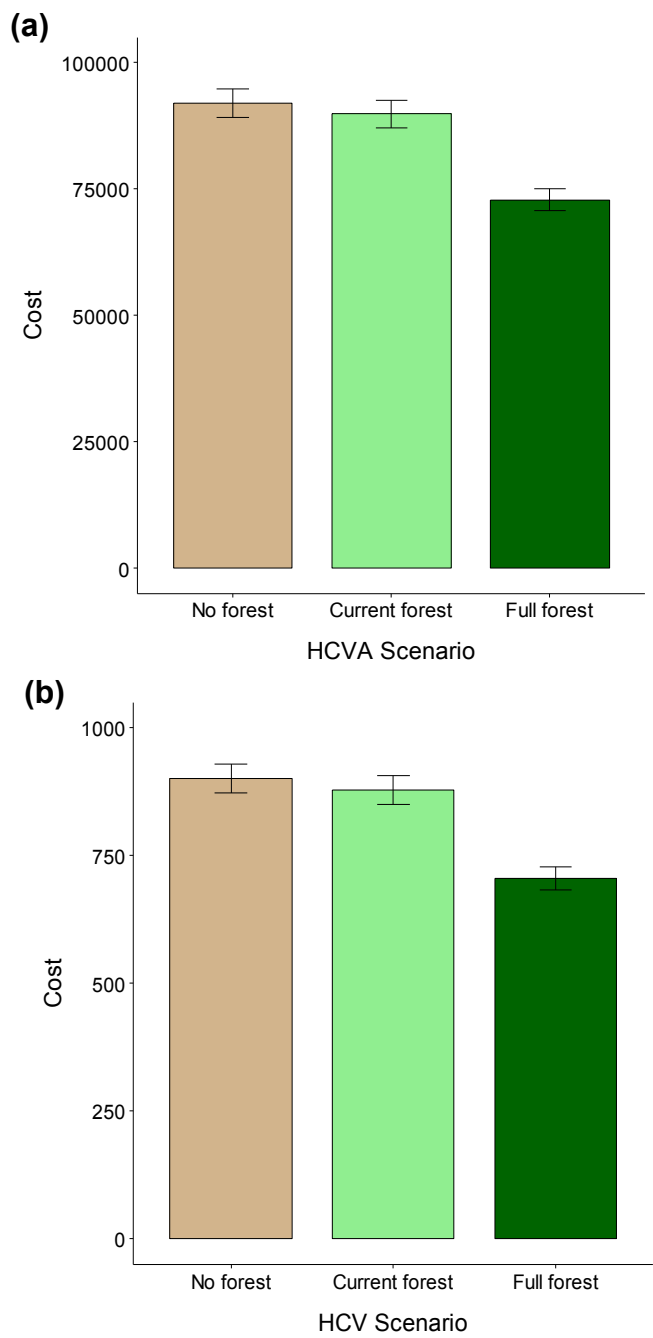 (a)
100000
75000
50000
25000
0
Cost
No forest Current forest Full forest
HCVA Scenario
(b)
1000
750
500
250
0
Cost
No forest Current forest Full forest
HCV Scenario